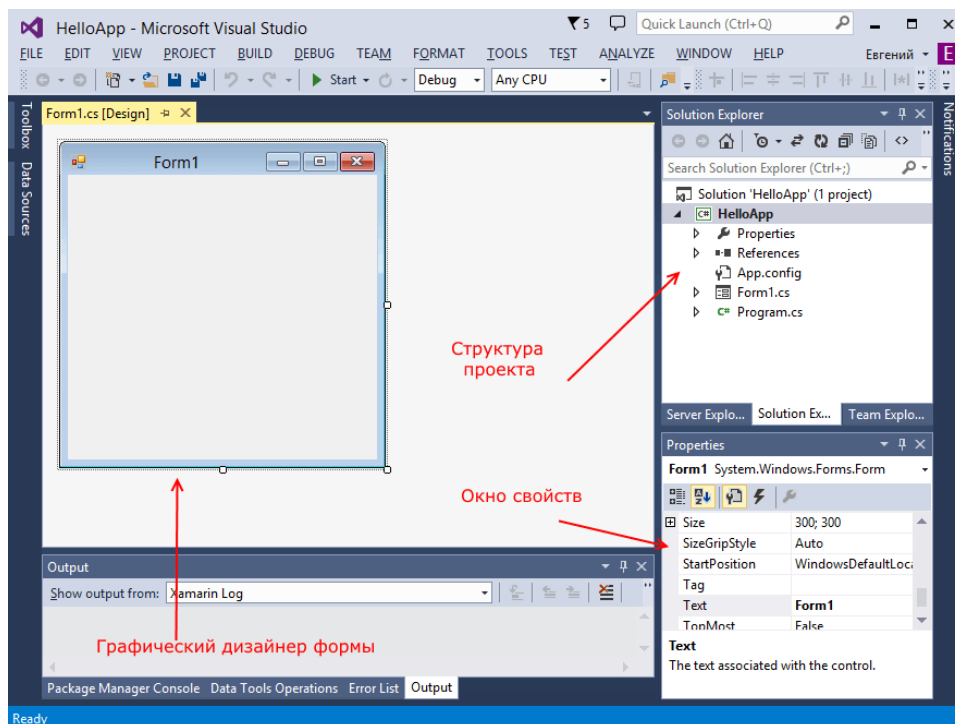 HelloApp - Microsoft Visual Studio
5
Quick Launch (Ctrl+Q)
FILE EDIT VIEW PROJECT BUILD DEBUG TEAM FORMAT TOOLS TEST ANALYZE WINDOW HELP
Евгений
E
Start
Debug
Any CPU
Toolbox
Data Sources
Form1.cs [Design]
Form1
Структура
проекта
Окно свойств
Графический дизайнер формы
Solution Explorer
Search Solution Explorer (Ctrl+;)
Solution 'HelloApp' (1 project)
C# HelloApp
Properties
References
App.config
Form1.cs
C# Program.cs
Server Explo... Solution Ex... Team Explo...
Notifications
Properties
Form1 System.Windows.Forms.Form
Size 300; 300
SizeGripStyle Auto
StartPosition WindowsDefaultLoca
Tag
Text Form1
TopMost False
Text
The text associated with the control.
Output
Show output from: Xamarin Log
Package Manager Console Data Tools Operations Error List Output
Ready